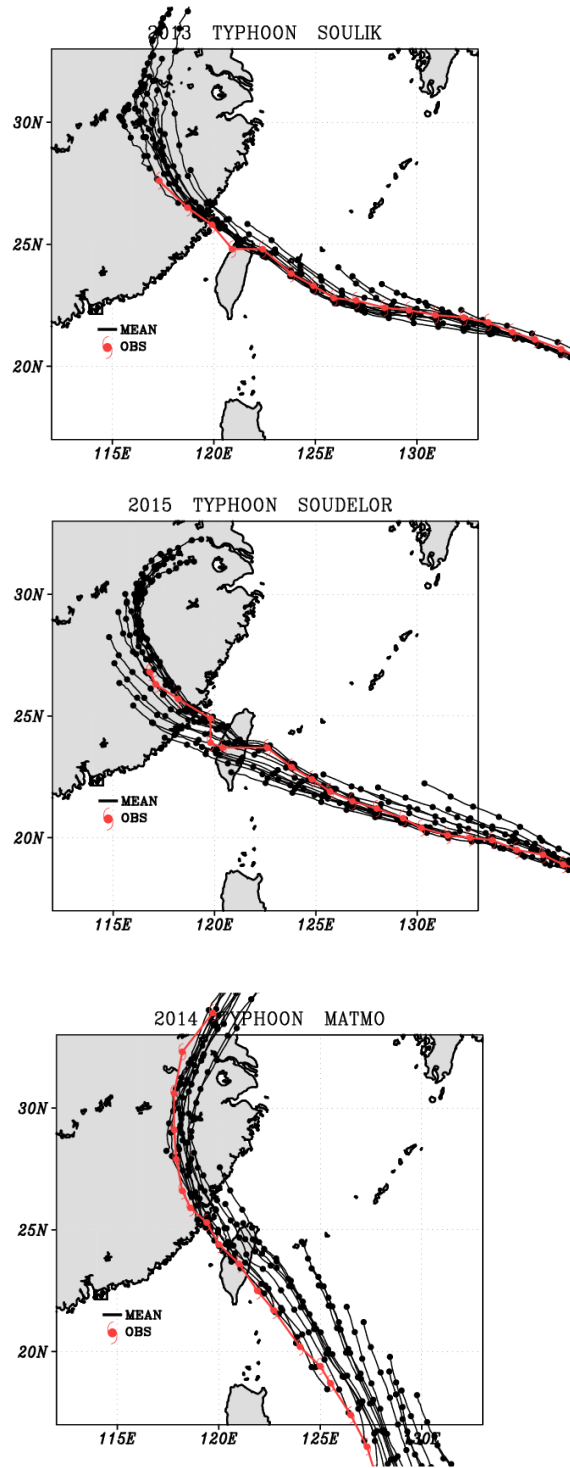 2013 TYPHOON SOULIK
30N
25N
20N
MEAN
OBS
115E 120E 125E 130E
2015 TYPHOON SOUDELOR
30N
25N
20N
MEAN
OBS
115E 120E 125E 130E
2014 TYPHOON MATMO
30N
25N
20N
MEAN
OBS
115E 120E 125E 130E